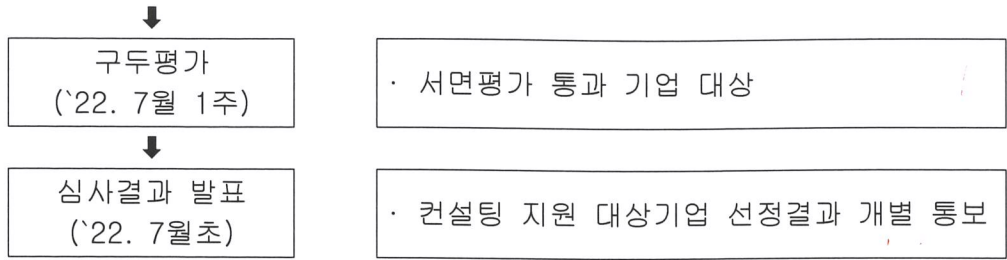 구두평가
(`22. 7월 1주)
· 서면평가 통과 기업 대상
심사결과 발표
(`22. 7월초)
· 컨설팅 지원 대상기업 선정결과 개별 통보